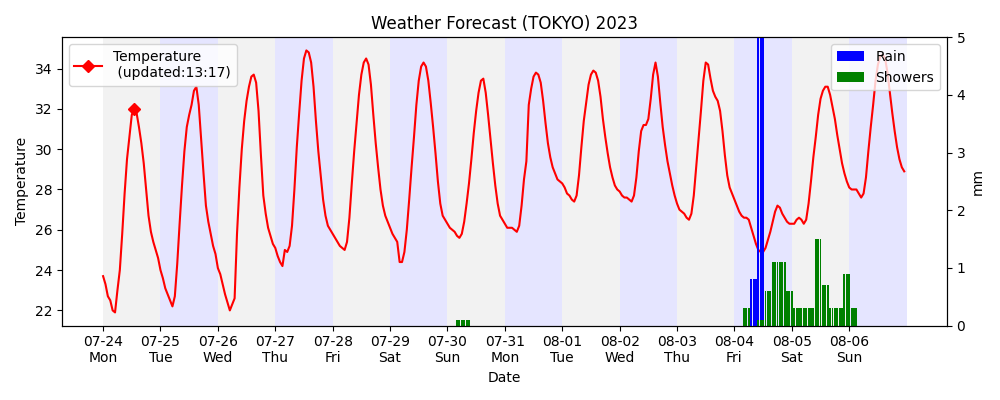 Weather Forecast (TOKYO) 2023
Temperature
(updated:13:17)
Rain
Showers
Temperature
34
32
30
28
26
24
22
5
4
3
2
1
0
mm
07-24 07-25 07-26 07-27 07-28 07-29 07-30 07-31 08-01 08-02 08-03 08-04 08-05 08-06
Mon Tue Wed Thu Fri Sat Sun Mon Tue Wed Thu Fri Sat Sun
Date